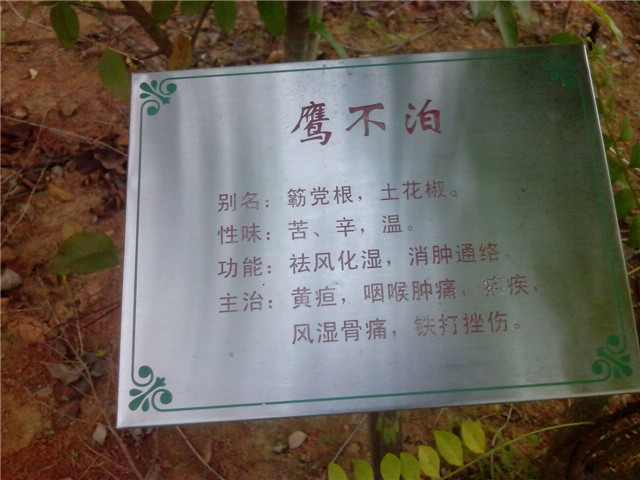 鹰不泊
别名：簕党根，土花椒。
性味：苦、辛，温。
功能：祛风化湿，消肿通络。
主治：黄疸，咽喉肿痛，疟疾，
风湿骨痛，铁打挫伤。